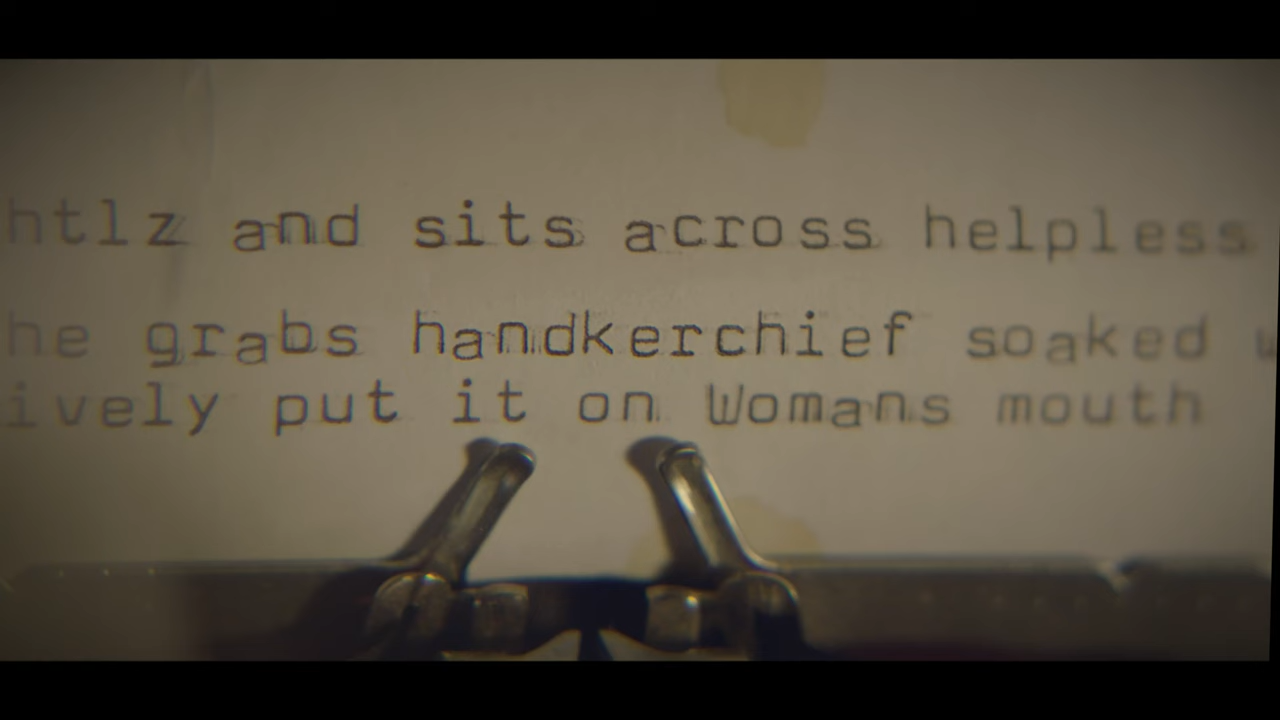 htlz and sits across helpless
he grabs handkerchief soaked
ively put it on Womans mouth